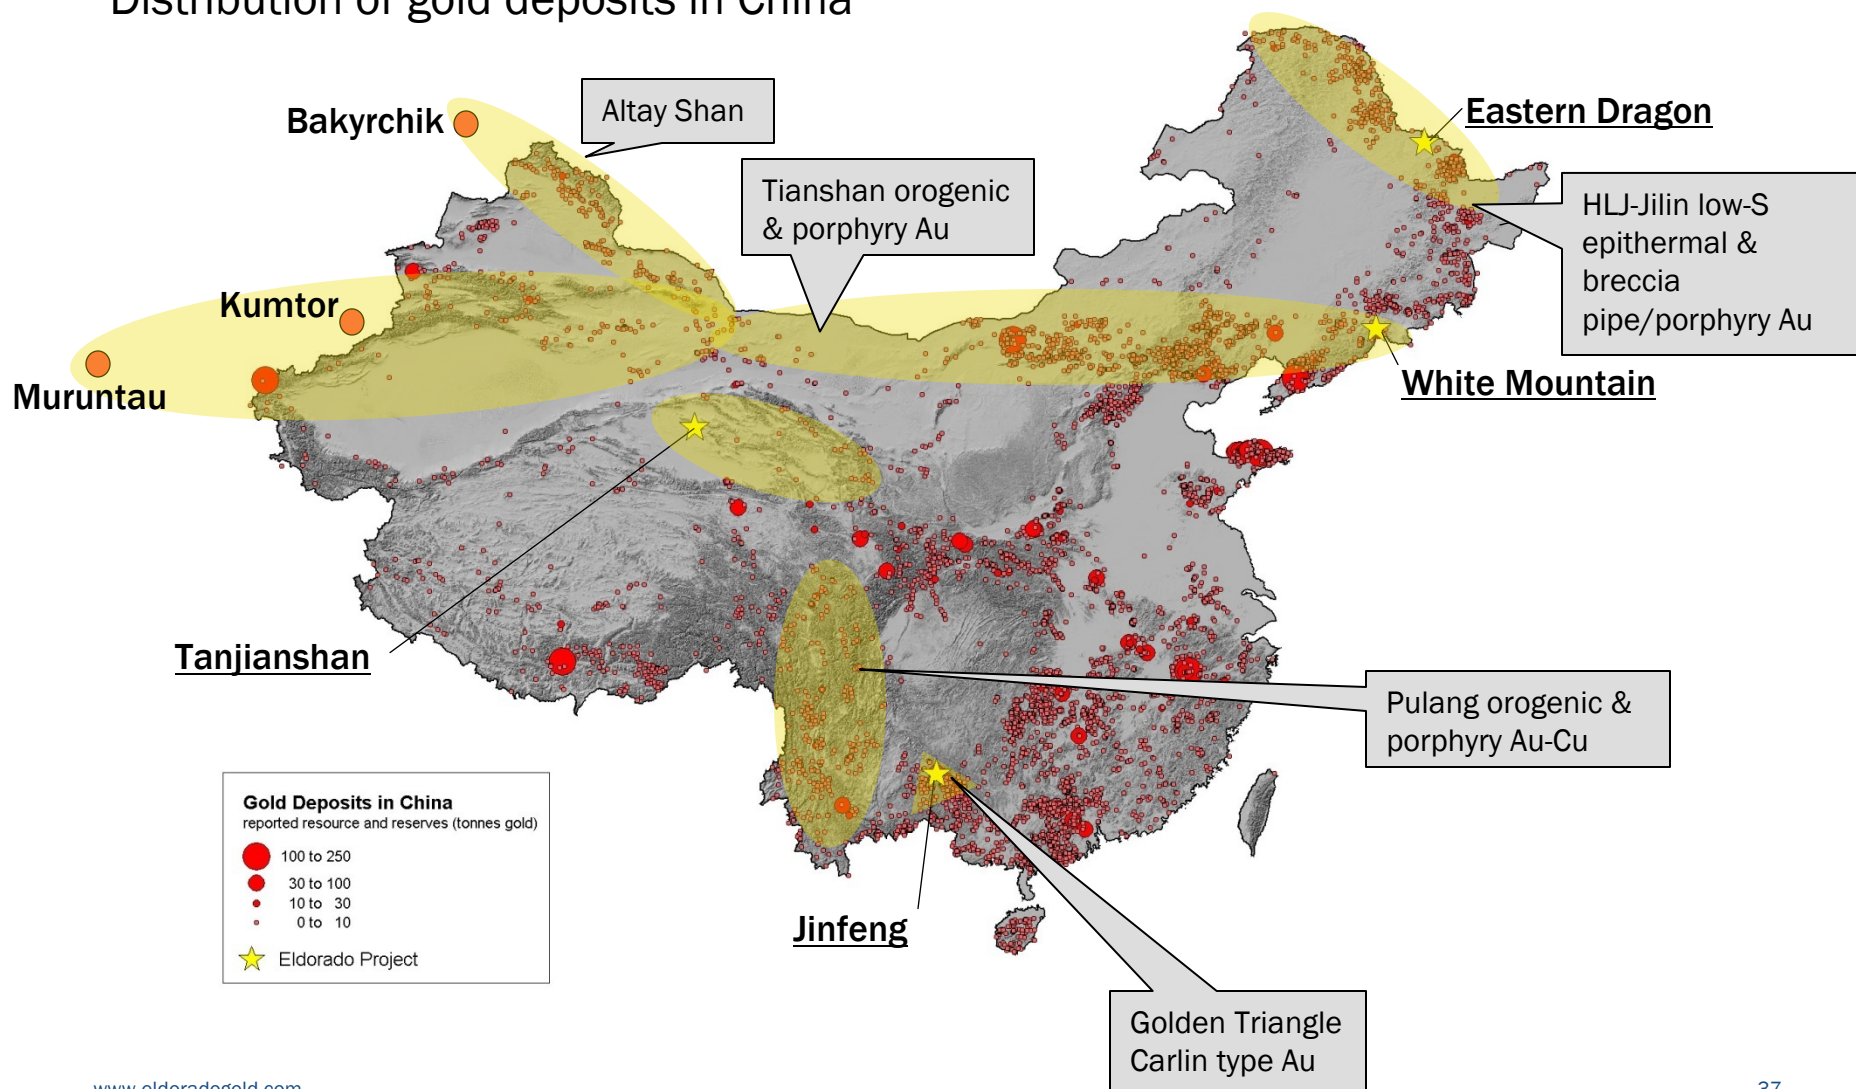 Distribution of gold deposits in China
Bakyrchik
Altay Shan
Eastern Dragon
Tianshan orogenic
& porphyry Au
HLJ-Jilin low-S
epithermal &
breccia
pipe/porphyry Au
Kumtor
Muruntau
White Mountain
Tanjianshan
Pulang orogenic &
porphyry Au-Cu
Gold Deposits in China
reported resource and reserves (tonnes gold)
100 to 250
30 to 100
10 to 30
0 to 10
Eldorado Project
Jinfeng
Golden Triangle
Carlin type Au
www.eldoradogold.com
37